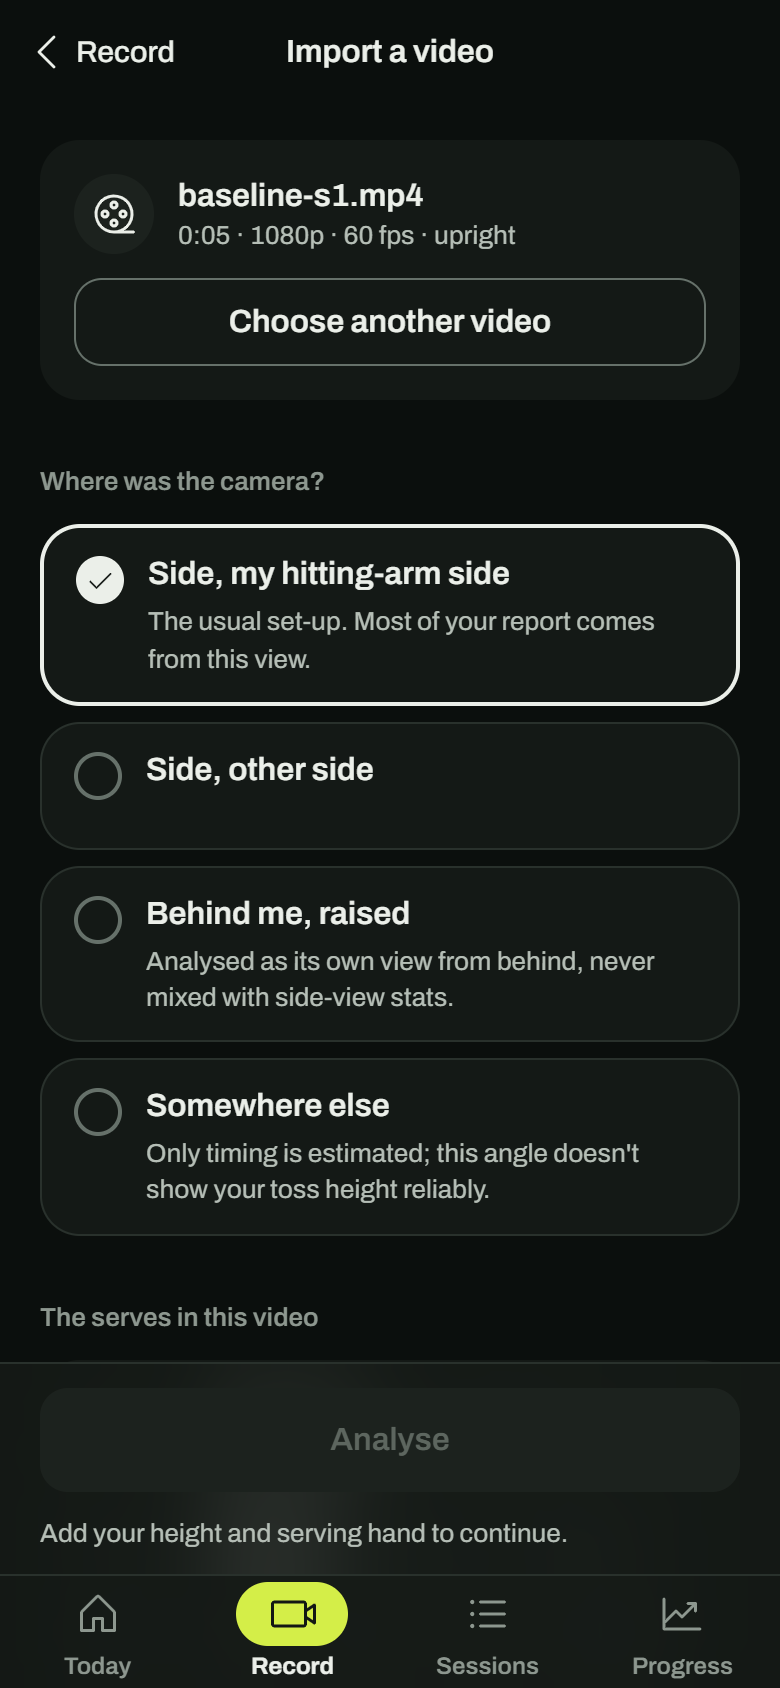 Record
Import a video
baseline-s1.mp4
0:05 · 1080p · 60 fps · upright
Choose another video
Where was the camera?
Side, my hitting-arm side
The usual set-up. Most of your report comes
from this view.
Side, other side
Behind me, raised
Analysed as its own view from behind, never
mixed with side-view stats.
Somewhere else
Only timing is estimated; this angle doesn't
show your toss height reliably.
The serves in this video
Analyse
Add your height and serving hand to continue.
Today
Record
Sessions
Progress